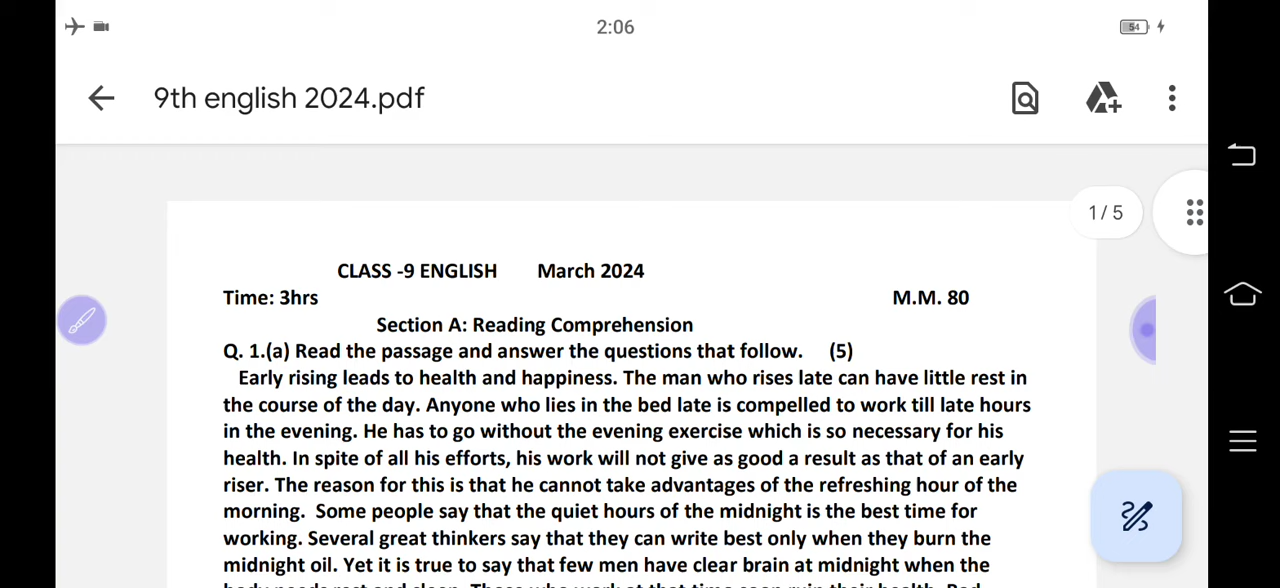 2:06
54
9th english 2024.pdf
1 / 5
CLASS -9 ENGLISH March 2024
Time: 3hrs M.M. 80
Section A: Reading Comprehension
Q. 1.(a) Read the passage and answer the questions that follow. (5)
Early rising leads to health and happiness. The man who rises late can have little rest in
the course of the day. Anyone who lies in the bed late is compelled to work till late hours
in the evening. He has to go without the evening exercise which is so necessary for his
health. In spite of all his efforts, his work will not give as good a result as that of an early
riser. The reason for this is that he cannot take advantages of the refreshing hour of the
morning. Some people say that the quiet hours of the midnight is the best time for
working. Several great thinkers say that they can write best only when they burn the
midnight oil. Yet it is true to say that few men have clear brain at midnight when the